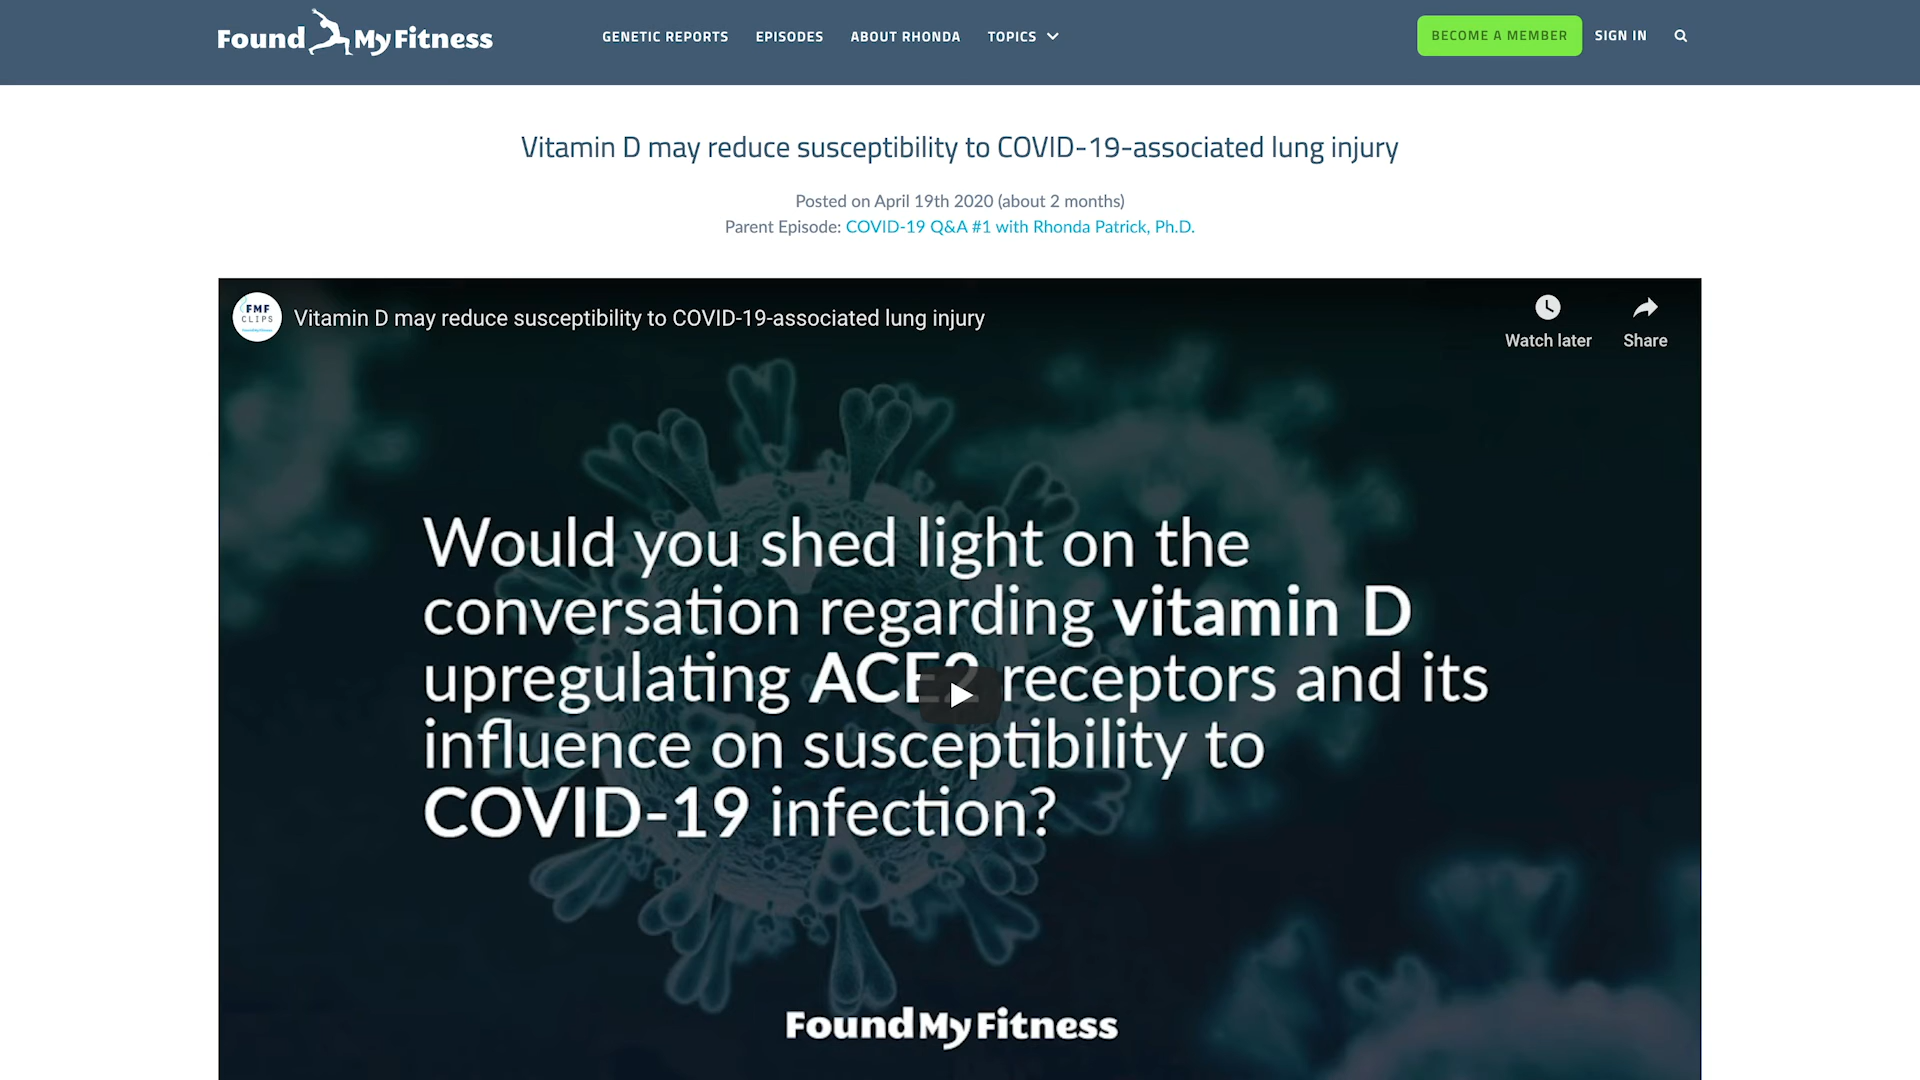 Found My Fitness
GENETIC REPORTS EPISODES ABOUT RHONDA TOPICS
BECOME A MEMBER SIGN IN
Vitamin D may reduce susceptibility to COVID-19-associated lung injury
Posted on April 19th 2020 (about 2 months)
Parent Episode: COVID-19 Q&A #1 with Rhonda Patrick, Ph.D.
FMF
CLIPS
Vitamin D may reduce susceptibility to COVID-19-associated lung injury
Watch later Share
Would you shed light on the
conversation regarding vitamin D
upregulating ACE2 receptors and its
influence on susceptibility to
COVID-19 infection?
FoundMyFitness